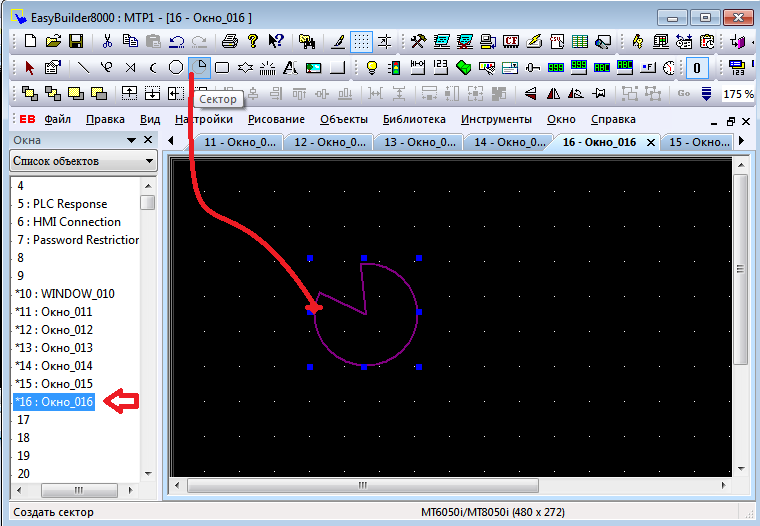 EasyBuilder8000 : MTP1 - [16 - Окно_016 ]
Сектор
0
175 %
EB Файл Правка Вид Настройки Рисование Объекты Библиотека Инструменты Окно Справка
Окна
11 - Окно_0... 12 - Окно_0... 13 - Окно_0... 14 - Окно_0... 16 - Окно_016 15 - Окно_0...
Список объектов
4
5 : PLC Response
6 : HMI Connection
7 : Password Restriction
8
9
*10 : WINDOW_010
*11 : Окно_011
*12 : Окно_012
*13 : Окно_013
*14 : Окно_014
*15 : Окно_015
*16 : Окно_016
17
18
19
20
Создать сектор
MT6050i/MT8050i (480 x 272)